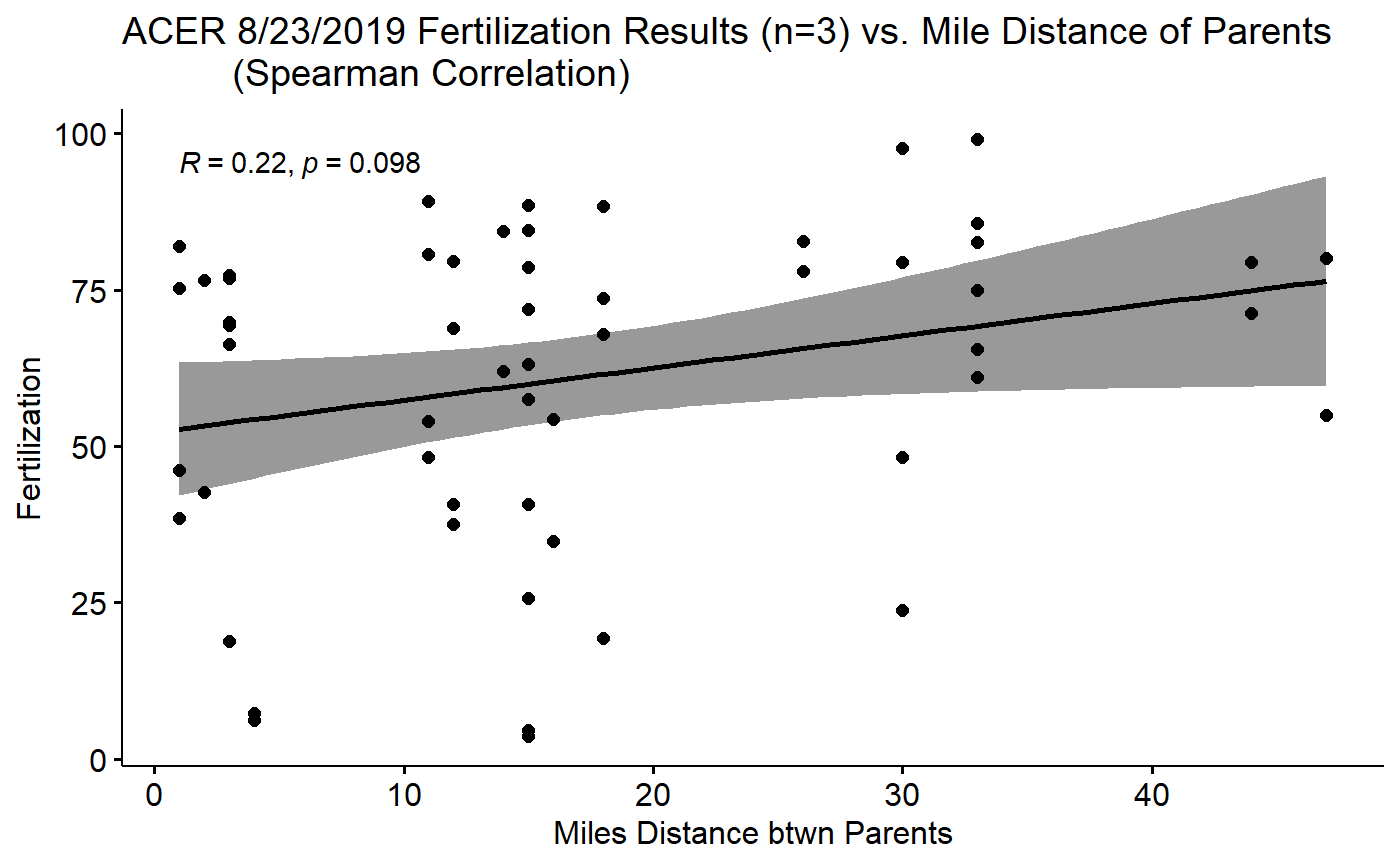 ACER 8/23/2019 Fertilization Results (n=3) vs. Mile Distance of Parents
(Spearman Correlation)
R = 0.22, p = 0.098
100
75
50
25
0
Fertilization
0 10 20 30 40
Miles Distance btwn Parents